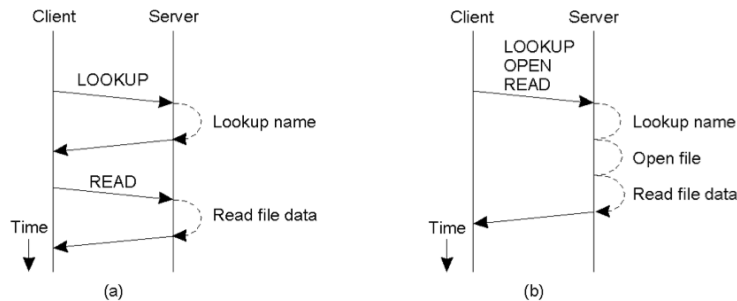 Client Server
LOOKUP
Lookup name
READ
Read file data
Time
(a)
Client Server
LOOKUP
OPEN
READ
Lookup name
Open file
Read file data
Time
(b)